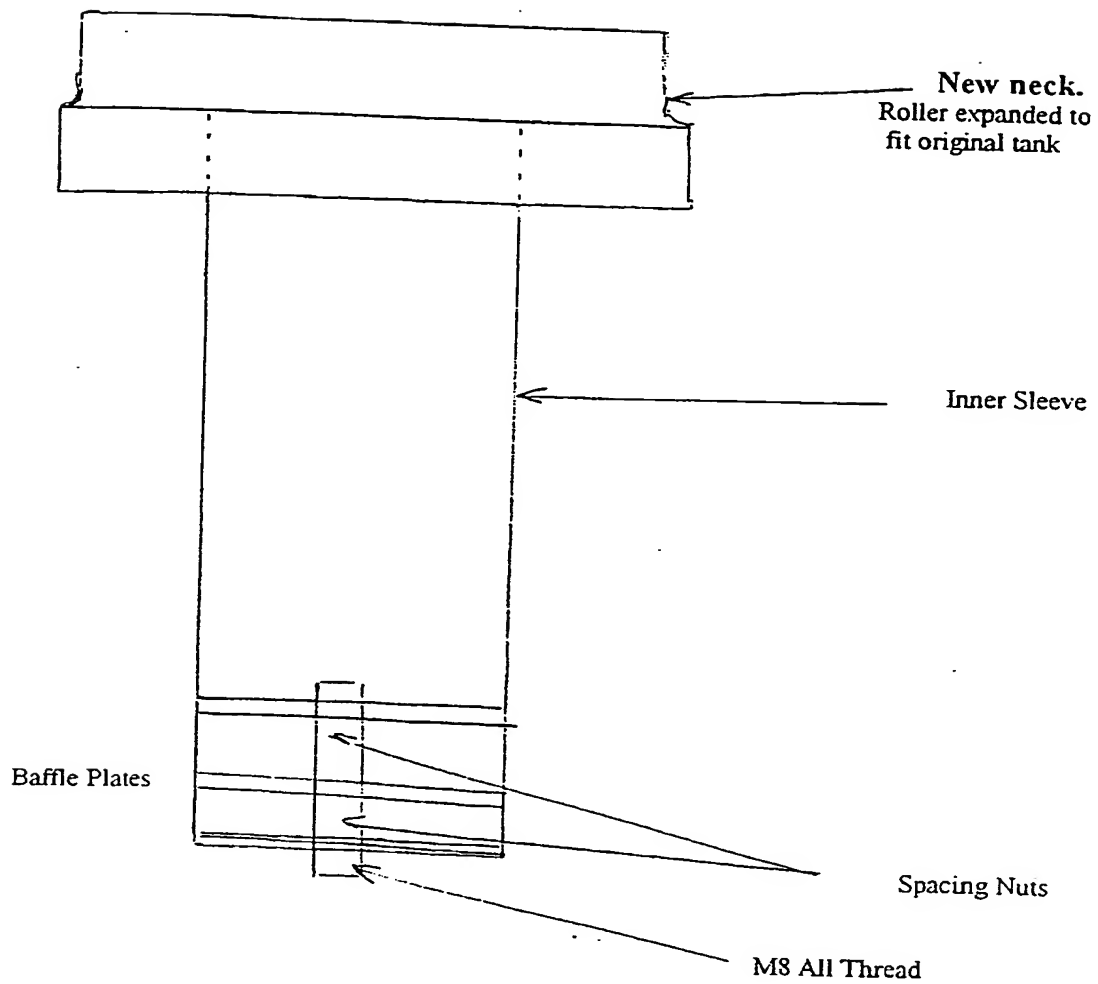 New neck.
Roller expanded to
fit original tank
Inner Sleeve
Baffle Plates
Spacing Nuts
M8 All Thread